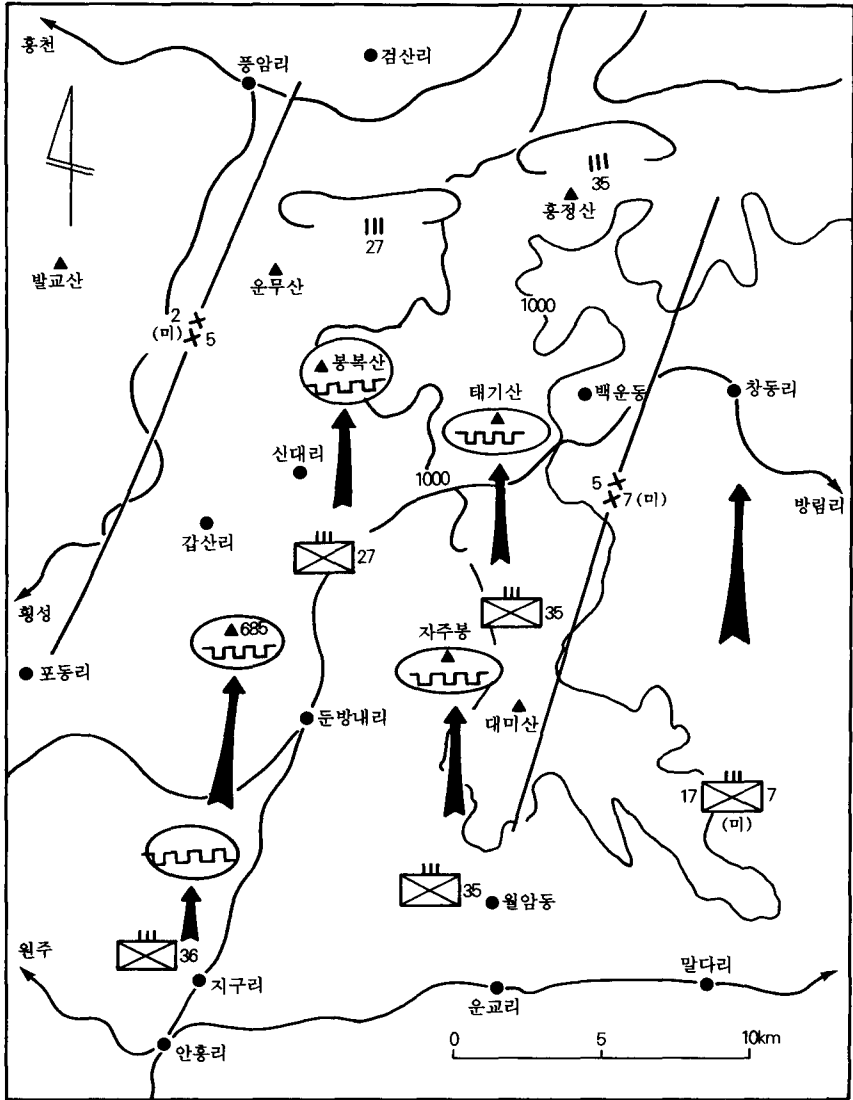 홍천
풍암리
검산리
35
흥정산
27
발교산
운무산
1000
2
(미)
5
봉복산
태기산
백운동
창동리
신대리
1000
5
7 (미)
방림리
갑산리
27
횡성
35
685
자주봉
포동리
둔방내리
대미산
17
7
(미)
35
월암동
36
원주
지구리
말다리
운교리
안흥리
0
5
10km